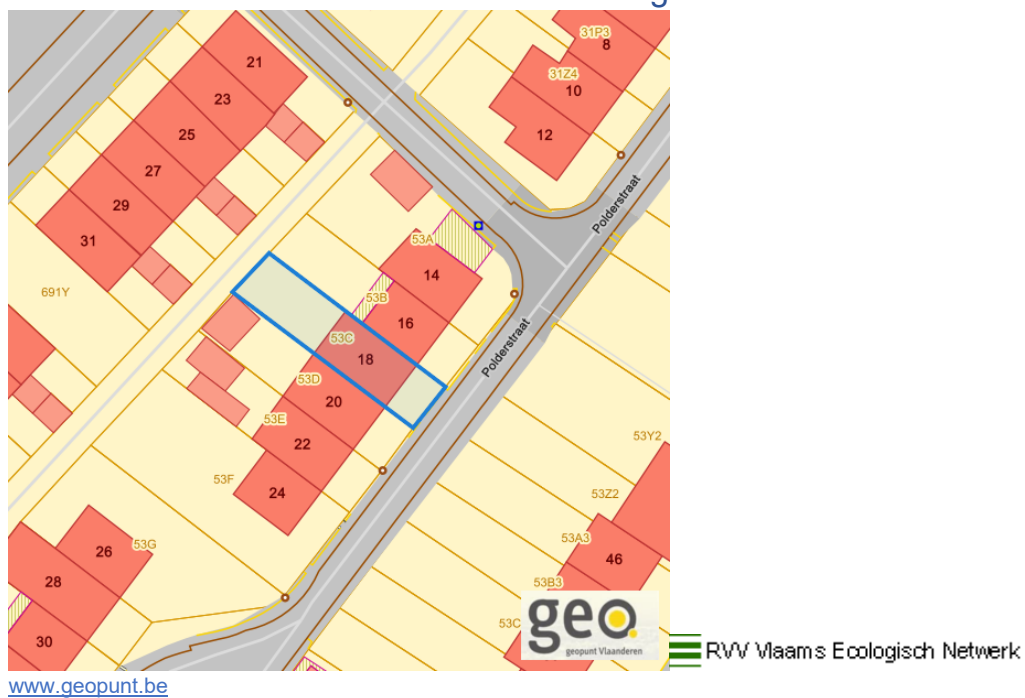 31P3
8
21
31Z4
10
23
25
12
27
29
Polderstraat
31
53A
14
691Y
53B
16
53C
18
Polderstraat
53D
20
53E
22
53Y2
53F
24
53Z2
53A3
53G
26
46
28
53B3
53C
30
geo.
geopunt Vlaanderen
RVV Vlaams Ecologisch Netwerk
www.geopunt.be